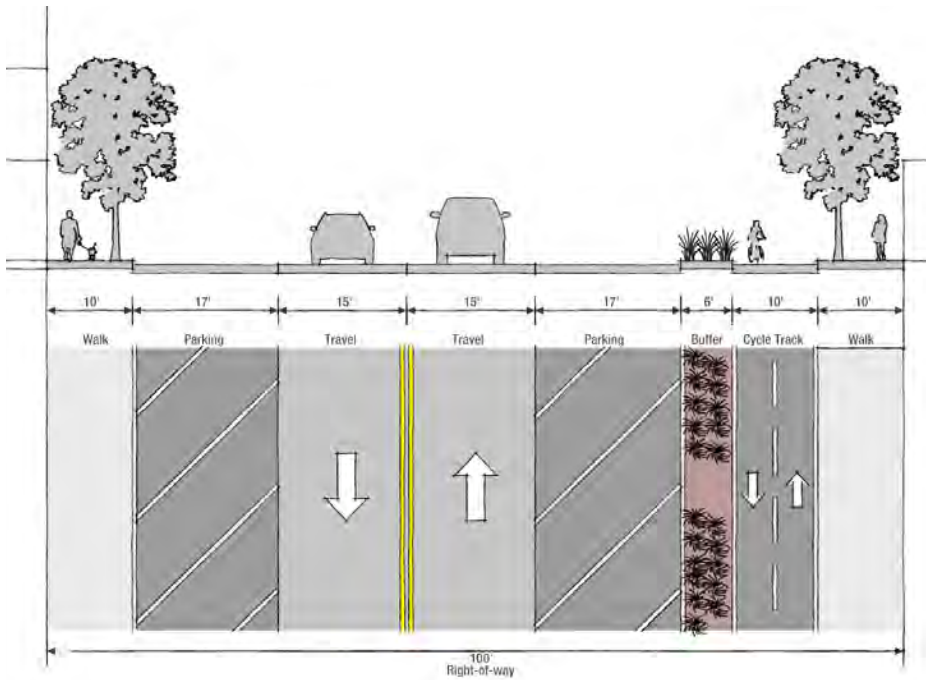 10' 17' 15' 15' 17' 6' 10' 10'
Walk Parking Travel Travel Parking Buffer Cycle Track Walk
100'
Right-of-way